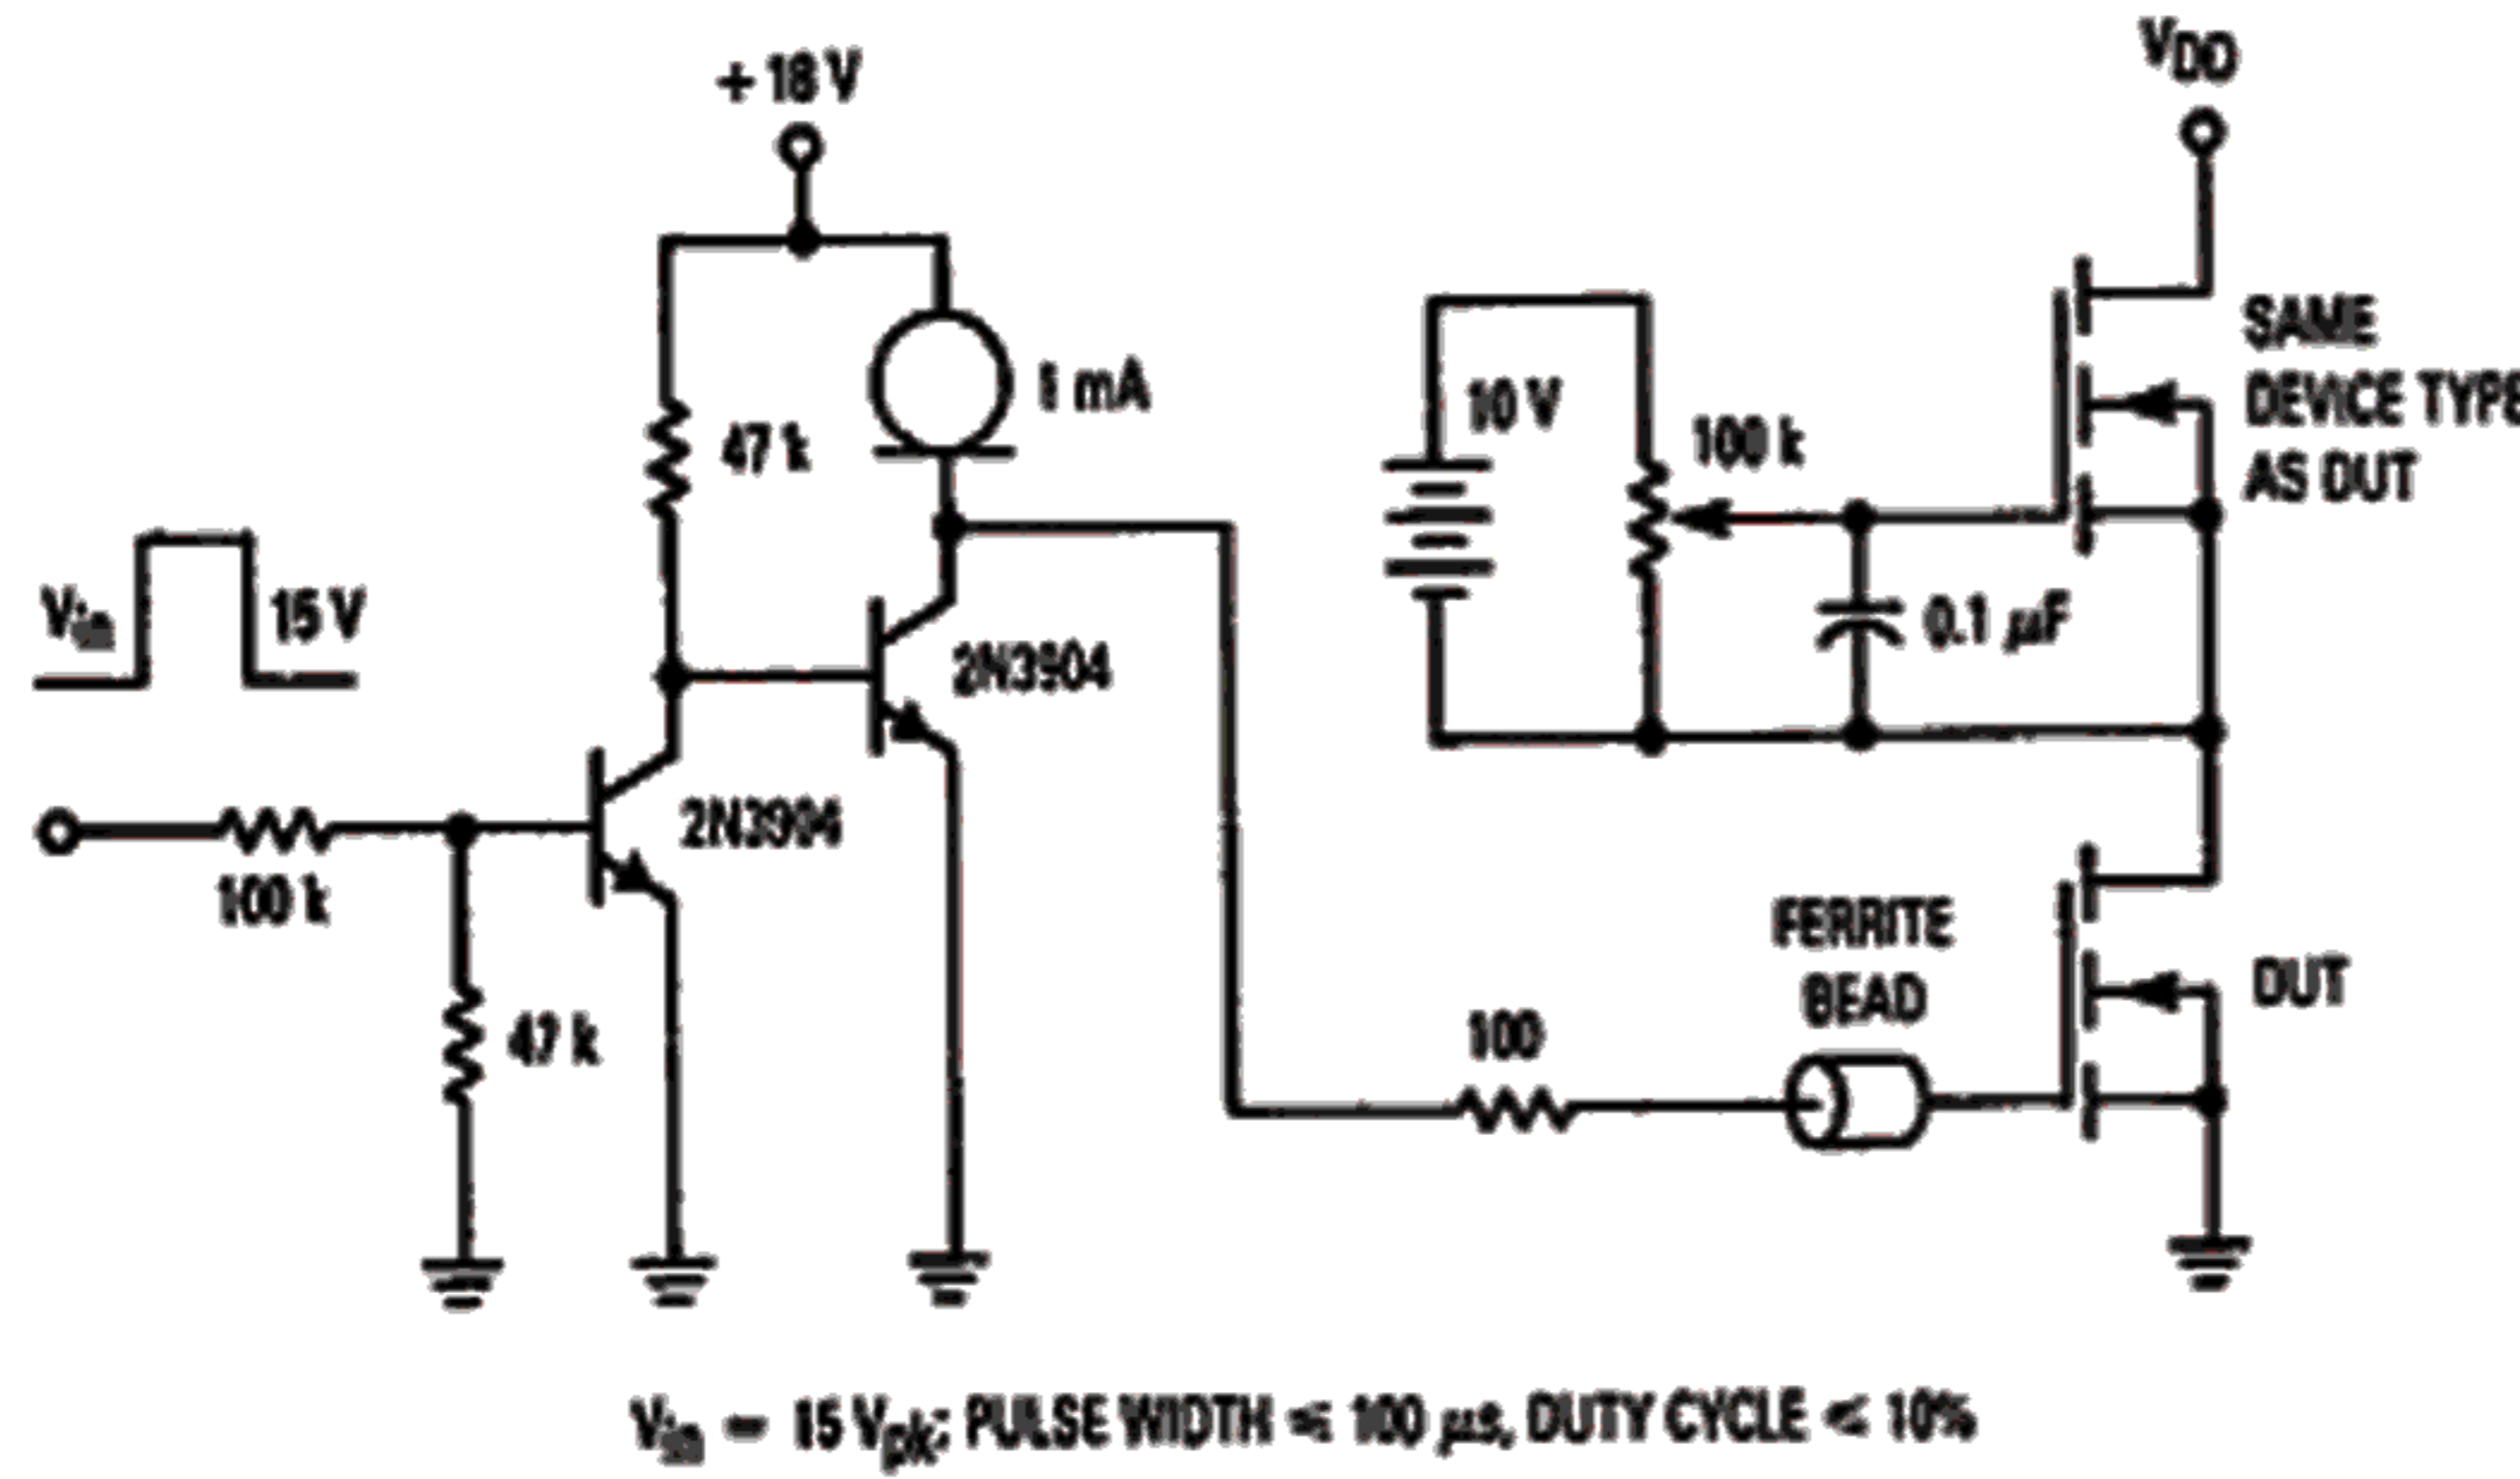 VDD
+ 18 V
SAME
DEVICE TYPE
AS DUT
1 mA
10 V
100 k
47 k
Vin 15 V
0.1 μF
2N3904
2N3904
100 k
FERRITE
BEAD
DUT
47 k
100
Vin = 15 Vpk; PULSE WIDTH ≤ 100 μs, DUTY CYCLE ≤ 10%